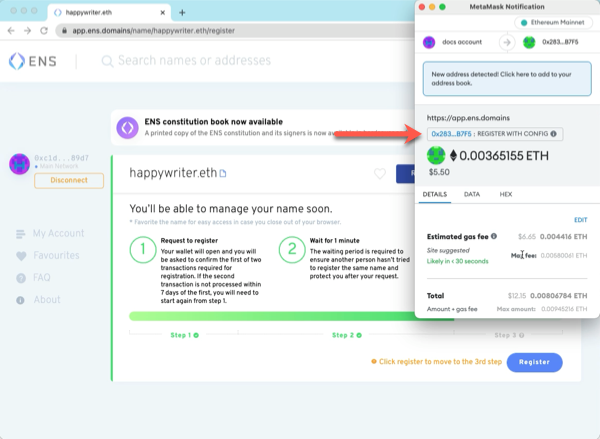 happywriter.eth
app.ens.domains/name/happywriter.eth/register
ENS
Search names or addresses
ENS constitution book now available
A printed copy of the ENS constitution and its signers is now
0xc1d...89d7
Main Network
Disconnect
My Account
Favourites
FAQ
About
happywriter.eth
You'll be able to manage your name soon.
* Favorite the name for easy access in case you close out of your browser.
1
Request to register
Your wallet will open and you will
be asked to confirm the first of two
transactions required for
registration. If the second
transaction is not processed within
7 days of the first, you will need to
start again from step 1.
2
Wait for 1 minute
The waiting period is required to
ensure another person hasn't tried
to register the same name and
protect you after your request.
Step 1
Step 2
Step 3
Click register to move to the 3rd step
Register
MetaMask Notification
Ethereum Mainnet
docs account
0x283...B7F5
New address detected! Click here to add to your
address book.
https://app.ens.domains
0x283...B7F5 : REGISTER WITH CONFIG
0.00365155 ETH
$5.50
DETAILS
DATA
HEX
EDIT
Estimated gas fee
$6.65 0.004416 ETH
Site suggested
Likely in < 30 seconds
Max fee: 0.00580061 ETH
Total
$12.15 0.00806784 ETH
Amount + gas fee
Max amount: 0.00945216 ETH